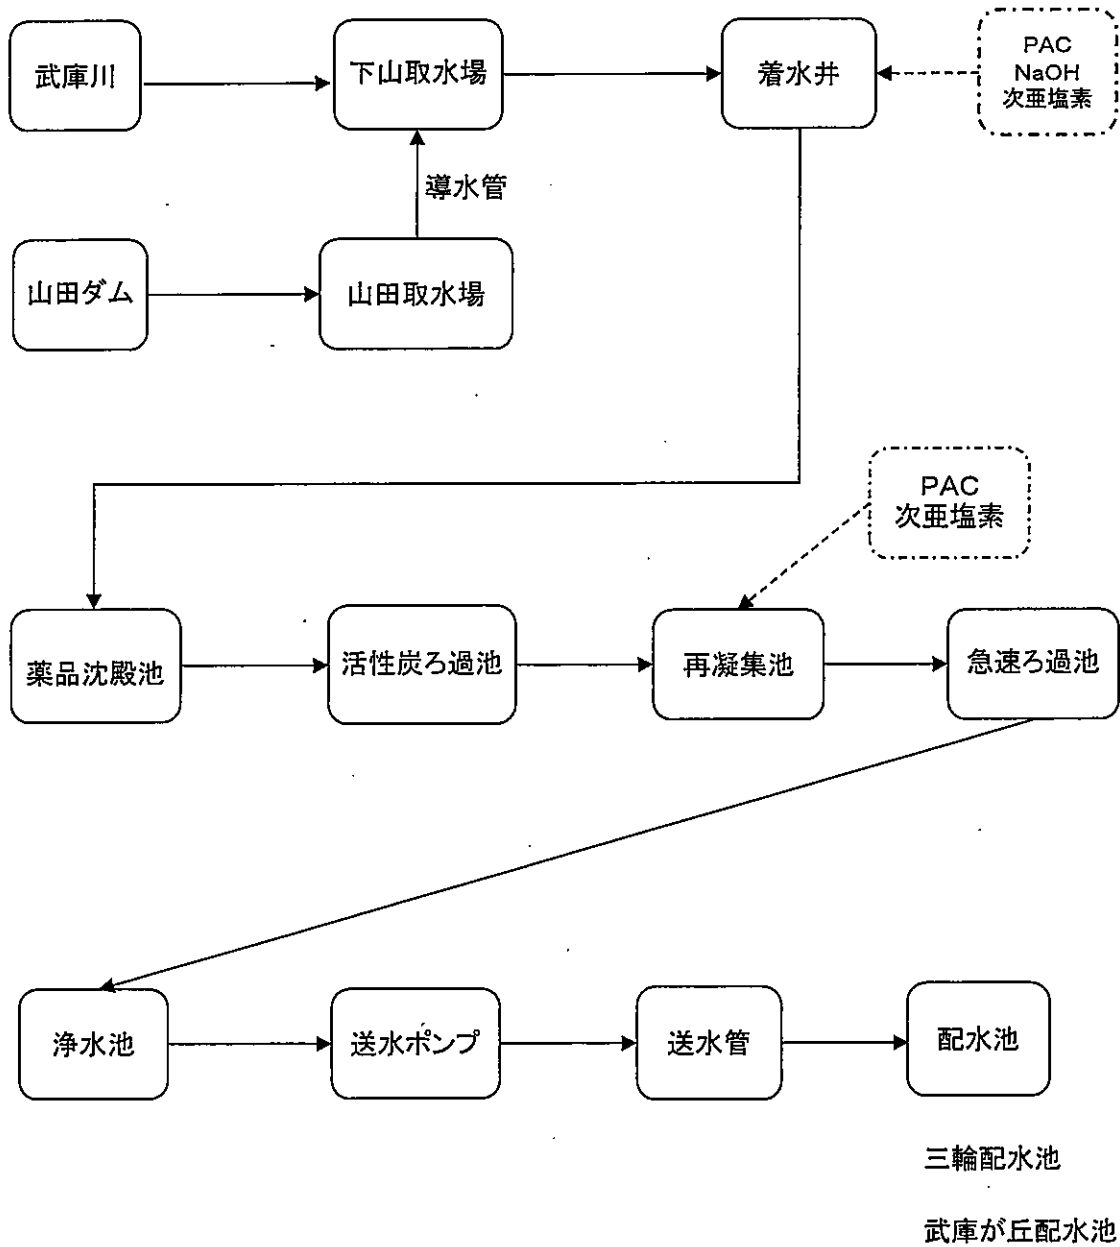 武庫川
下山取水場
着水井
PAC
NaOH
次亜塩素
導水管
山田ダム
山田取水場
PAC
次亜塩素
薬品沈殿池
活性炭ろ過池
再凝集池
急速ろ過池
浄水池
送水ポンプ
送水管
配水池
三輪配水池
武庫が丘配水池